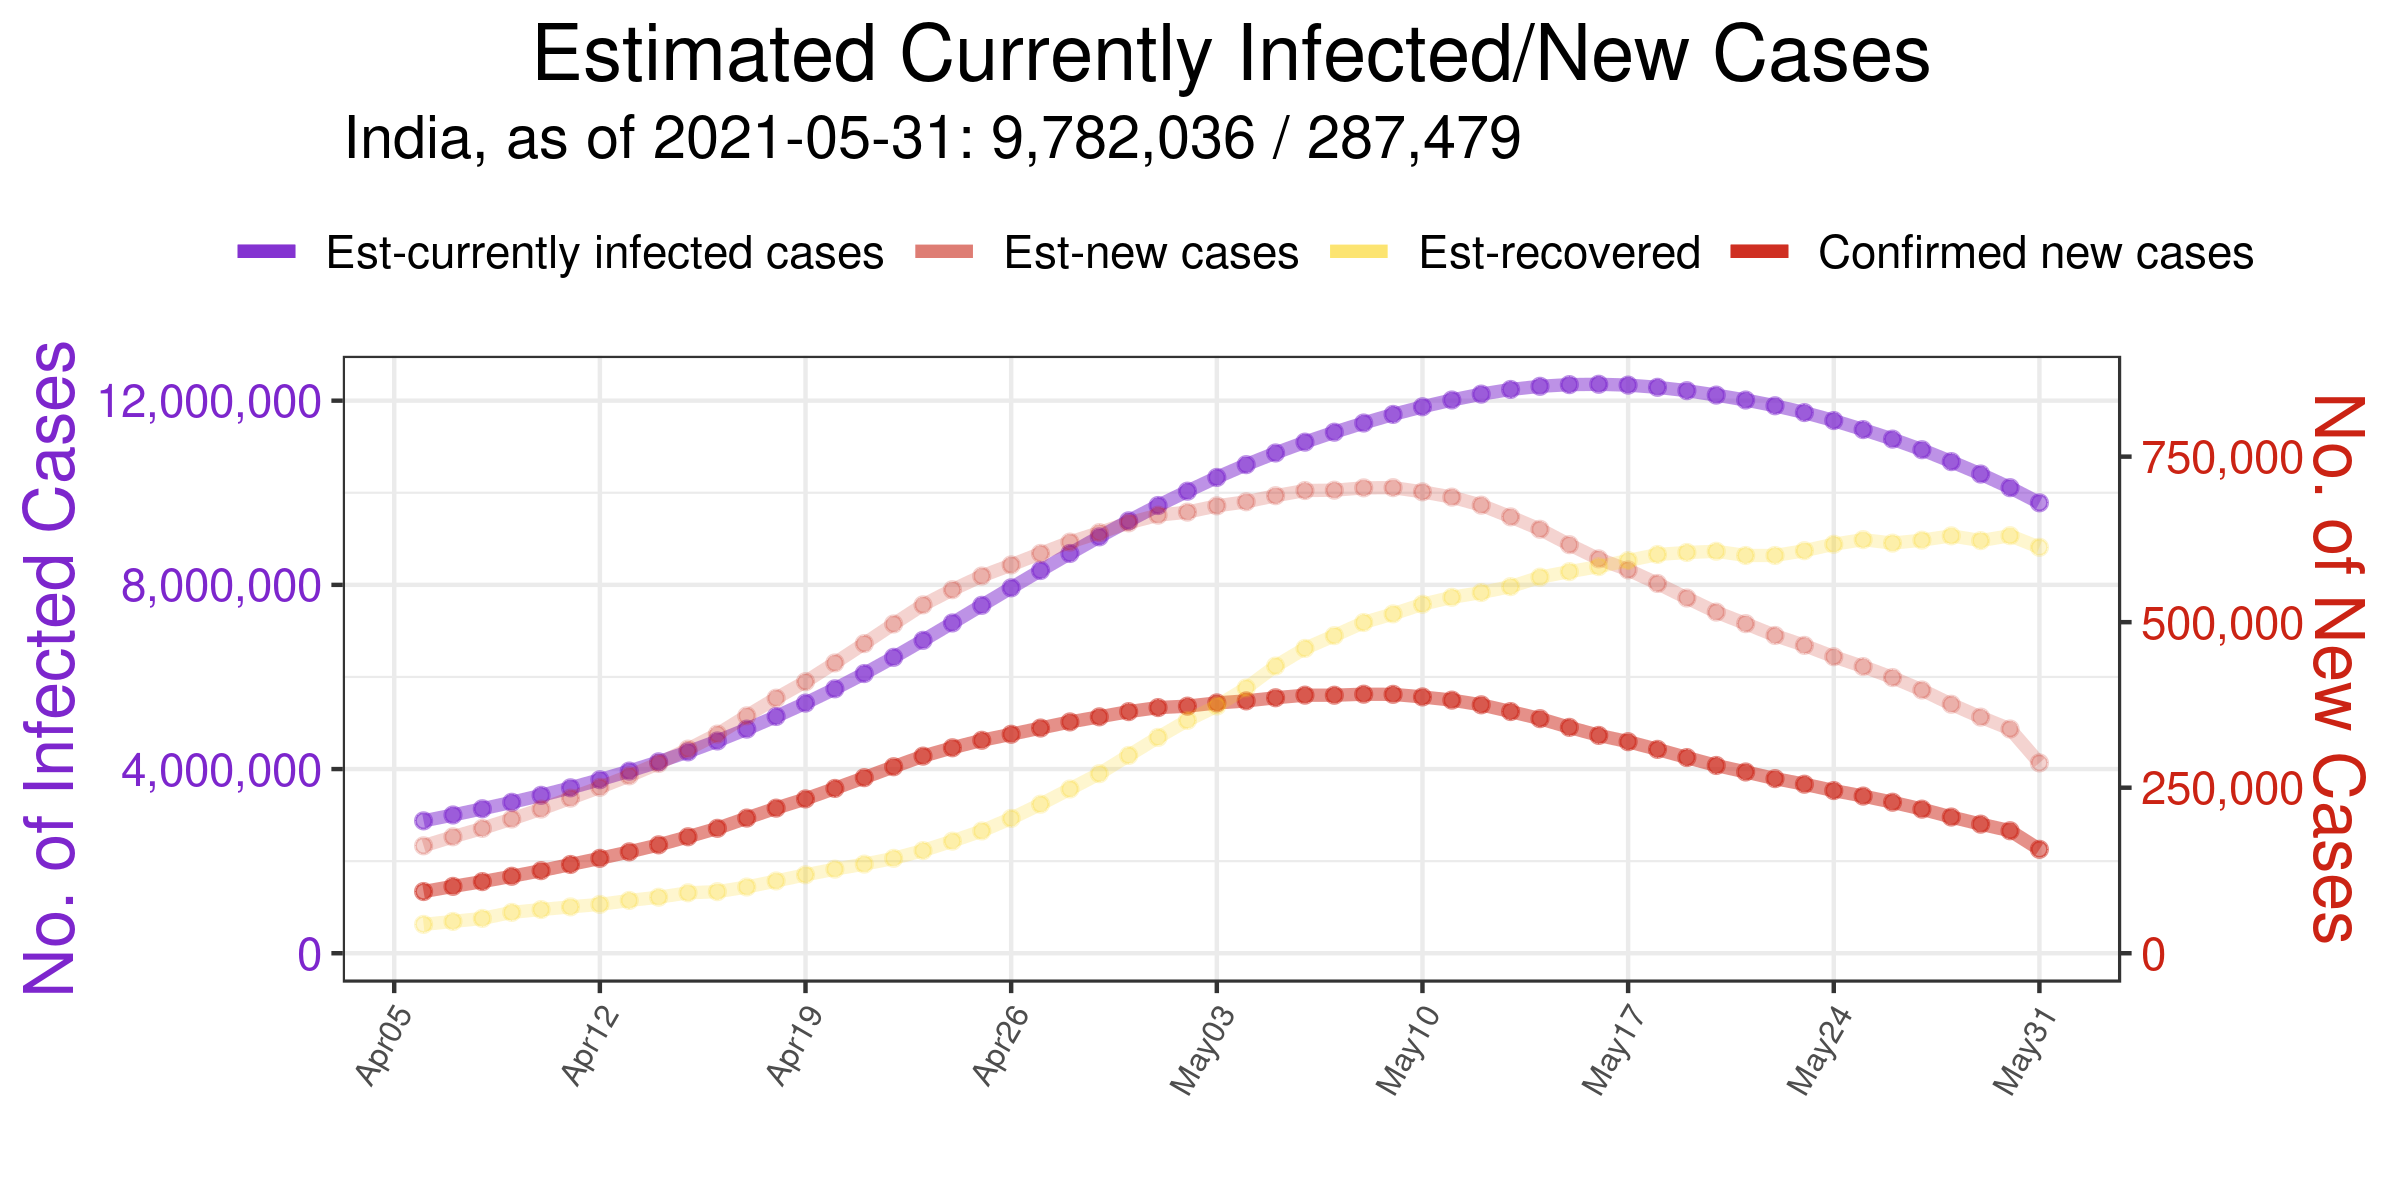 Estimated Currently Infected/New Cases
India, as of 2021-05-31: 9,782,036 / 287,479
Est-currently infected cases Est-new cases Est-recovered Confirmed new cases
No. of Infected Cases
12,000,000
8,000,000
4,000,000
0
750,000
500,000
250,000
0
No. of New Cases
Apr05 Apr12 Apr19 Apr26 May03 May10 May17 May24 May31